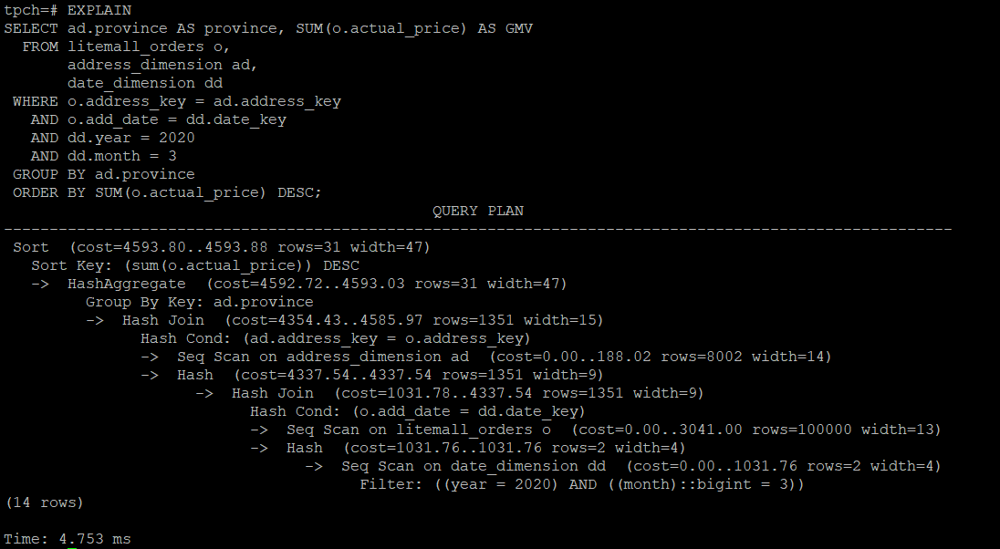 tpch=# EXPLAIN
SELECT ad.province AS province, SUM(o.actual_price) AS GMV
  FROM litemall_orders o,
       address_dimension ad,
       date_dimension dd
 WHERE o.address_key = ad.address_key
   AND o.add_date = dd.date_key
   AND dd.year = 2020
   AND dd.month = 3
 GROUP BY ad.province
 ORDER BY SUM(o.actual_price) DESC;
                                               QUERY PLAN
--------------------------------------------------------------------------------------------------------
 Sort  (cost=4593.80..4593.88 rows=31 width=47)
   Sort Key: (sum(o.actual_price)) DESC
   ->  HashAggregate  (cost=4592.72..4593.03 rows=31 width=47)
         Group By Key: ad.province
         ->  Hash Join  (cost=4354.43..4585.97 rows=1351 width=15)
               Hash Cond: (ad.address_key = o.address_key)
               ->  Seq Scan on address_dimension ad  (cost=0.00..188.02 rows=8002 width=14)
               ->  Hash  (cost=4337.54..4337.54 rows=1351 width=9)
                     ->  Hash Join  (cost=1031.78..4337.54 rows=1351 width=9)
                           Hash Cond: (o.add_date = dd.date_key)
                           ->  Seq Scan on litemall_orders o  (cost=0.00..3041.00 rows=100000 width=13)
                           ->  Hash  (cost=1031.76..1031.76 rows=2 width=4)
                                 ->  Seq Scan on date_dimension dd  (cost=0.00..1031.76 rows=2 width=4)
                                       Filter: ((year = 2020) AND ((month)::bigint = 3))
(14 rows)

Time: 4.753 ms